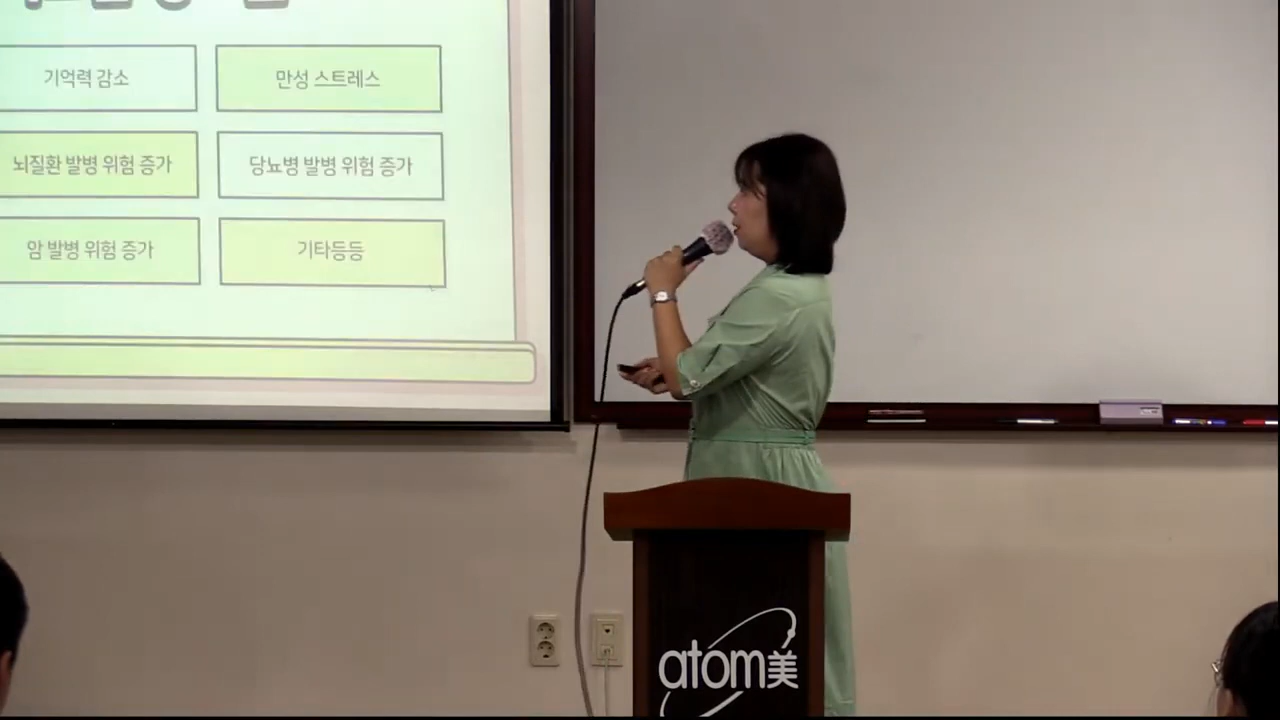 기억력 감소
만성 스트레스
뇌질환 발병 위험 증가
당뇨병 발병 위험 증가
암 발병 위험 증가
기타등등
atom美